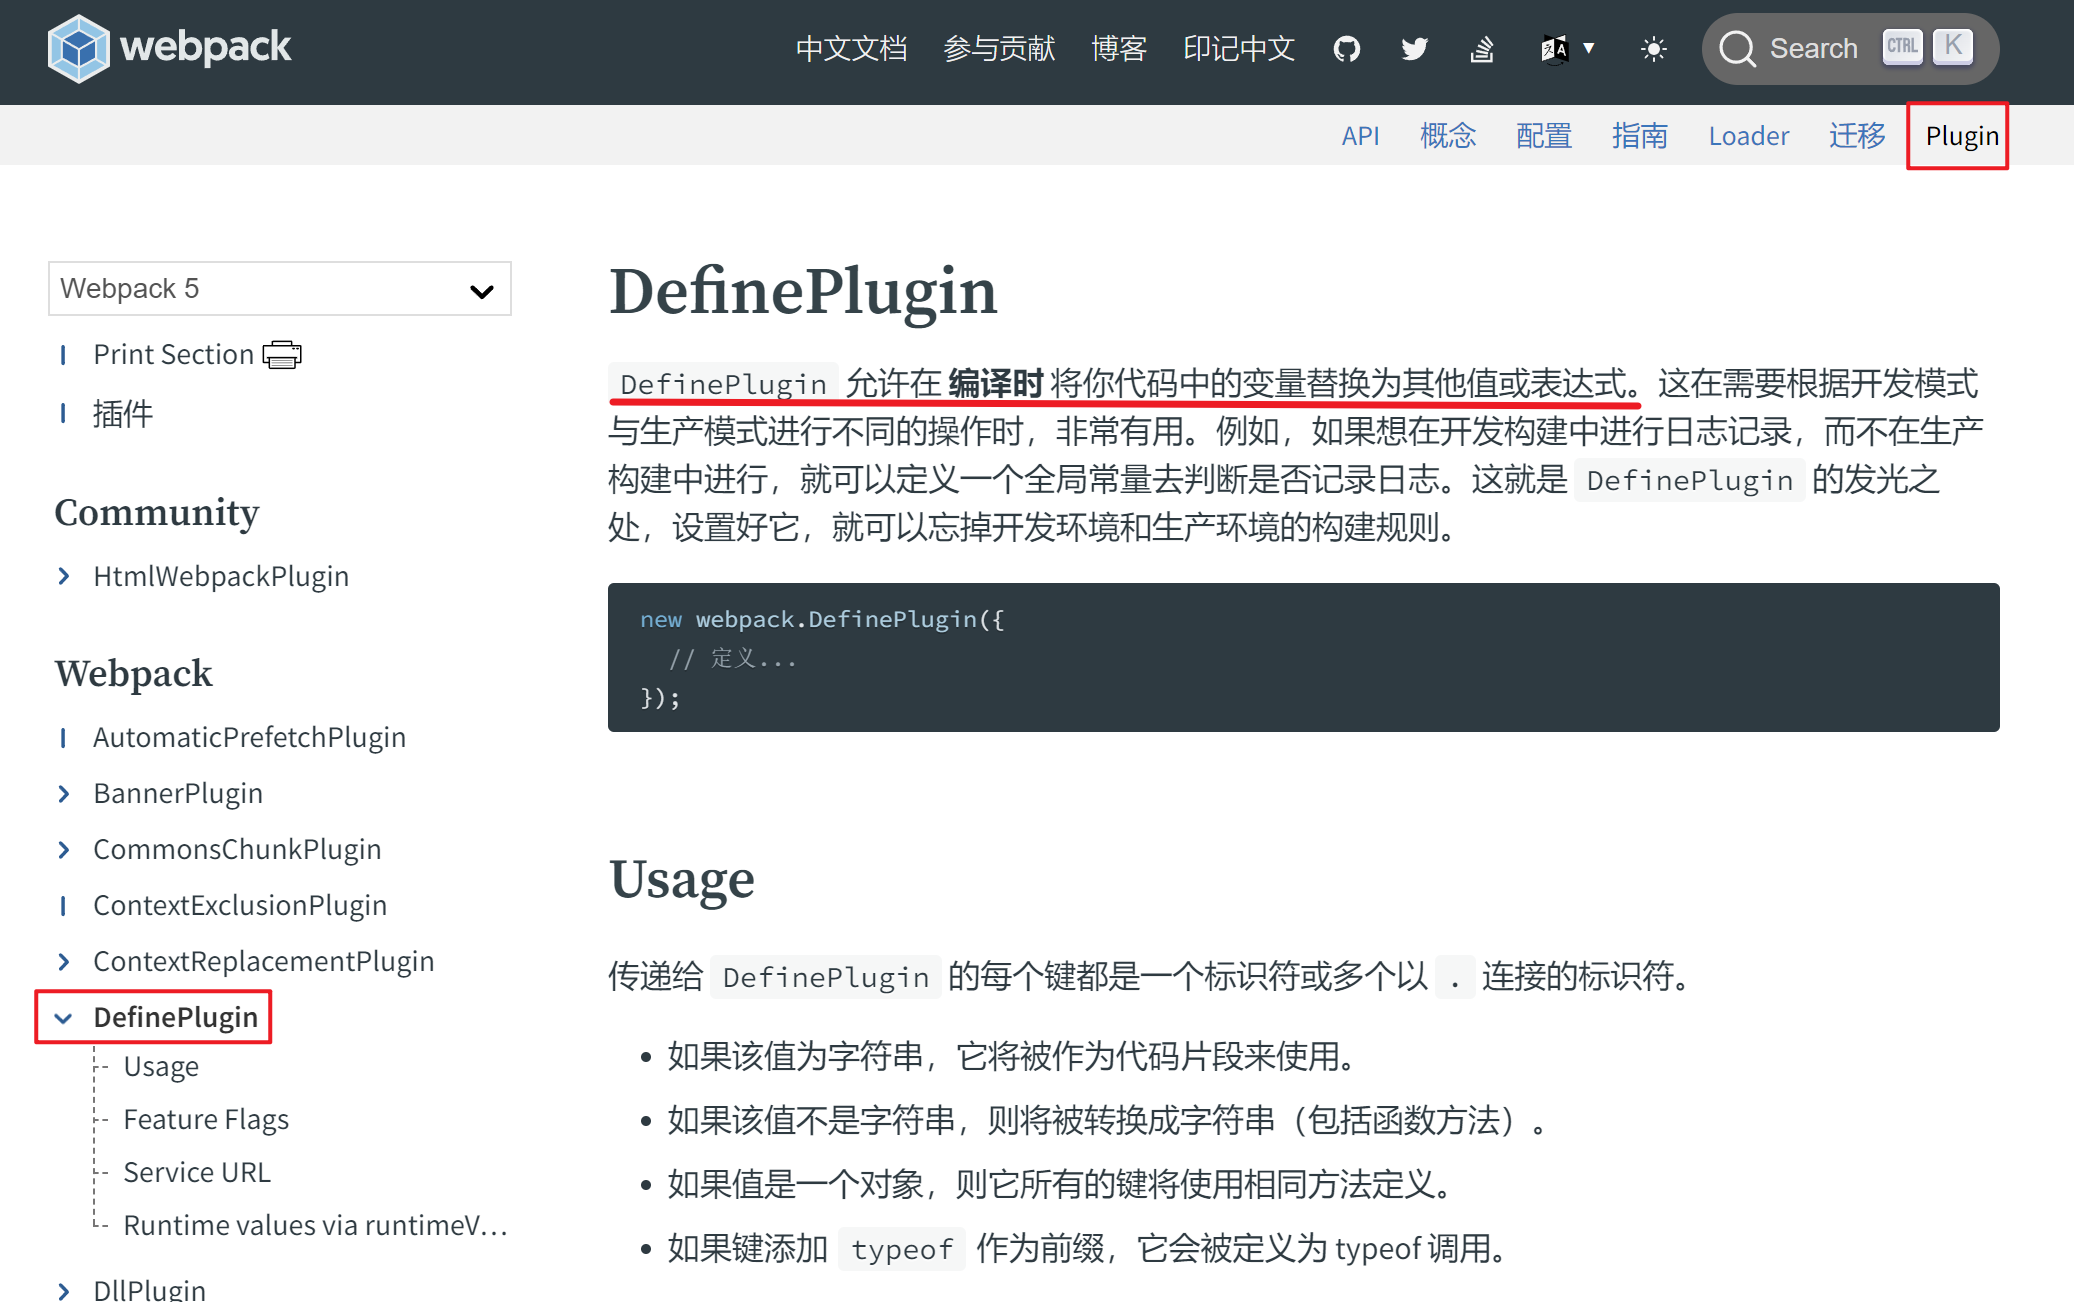 webpack
中文文档 参与贡献 博客 印记中文 Search CTRL K
API 概念 配置 指南 Loader 迁移 Plugin
Webpack 5
Print Section
插件
Community
HtmlWebpackPlugin
Webpack
AutomaticPrefetchPlugin
BannerPlugin
CommonsChunkPlugin
ContextExclusionPlugin
ContextReplacementPlugin
DefinePlugin
Usage
Feature Flags
Service URL
Runtime values via runtimeV...
DllPlugin
DefinePlugin
DefinePlugin 允许在 编译时 将你代码中的变量替换为其他值或表达式。这在需要根据开发模式
与生产模式进行不同的操作时，非常有用。例如，如果想在开发构建中进行日志记录，而不在生产
构建中进行，就可以定义一个全局常量去判断是否记录日志。这就是 DefinePlugin 的发光之
处，设置好它，就可以忘掉开发环境和生产环境的构建规则。
new webpack.DefinePlugin({
// 定义...
});
Usage
传递给 DefinePlugin 的每个键都是一个标识符或多个以 . 连接的标识符。
• 如果该值为字符串，它将被作为代码片段来使用。
• 如果该值不是字符串，则将被转换成字符串（包括函数方法）。
• 如果值是一个对象，则它所有的键将使用相同方法定义。
• 如果键添加 typeof 作为前缀，它会被定义为 typeof 调用。